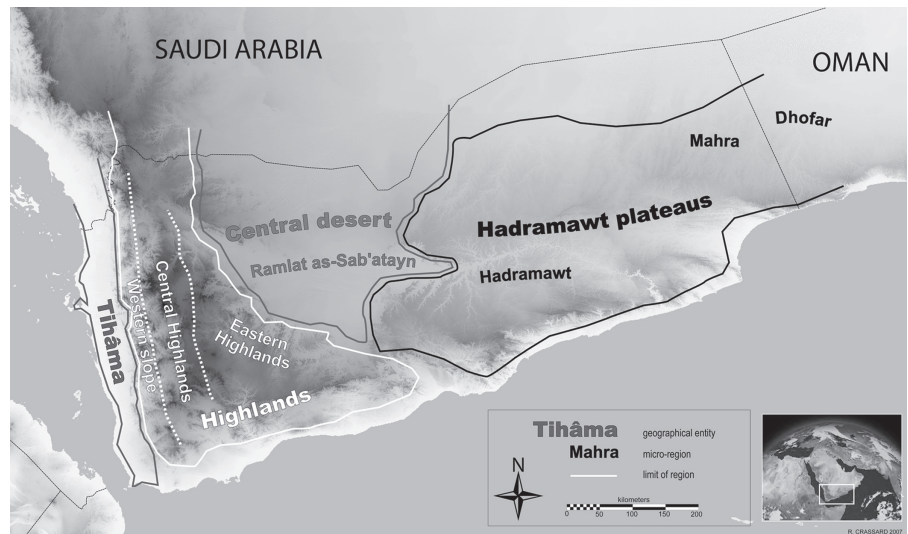 SAUDI ARABIA
OMAN
Dhofar
Mahra
Central desert
Hadramawt plateaus
Ramlat as-Sab'atayn
Hadramawt
Tihâma
Western slope
Central Highlands
Eastern
Highlands
Highlands
Tihâma geographical entity
Mahra micro-region
limit of region
N
kilometers
0 50 100 150 200
R. CRASSARD 2007